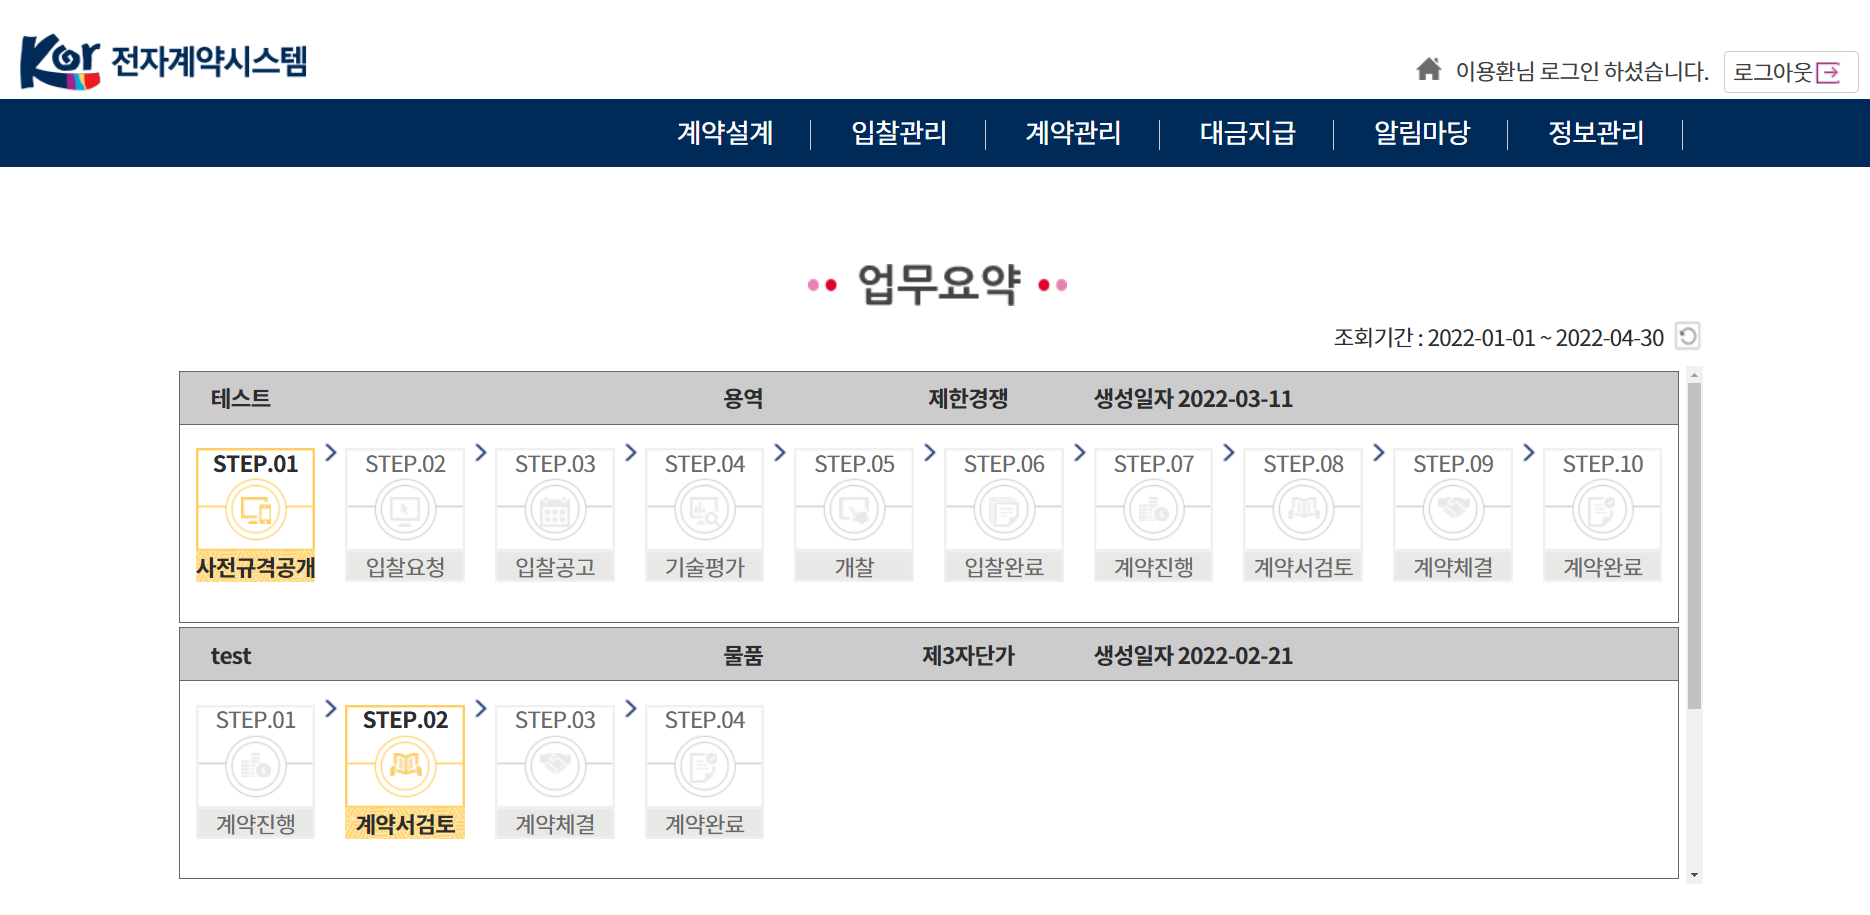 Kor 전자계약시스템
이용환님 로그인 하셨습니다. 로그아웃
계약설계 입찰관리 계약관리 대금지급 알림마당 정보관리
업무요약
조회기간 : 2022-01-01 ~ 2022-04-30
테스트 용역 제한경쟁 생성일자 2022-03-11
STEP.01 STEP.02 STEP.03 STEP.04 STEP.05 STEP.06 STEP.07 STEP.08 STEP.09 STEP.10
사전규격공개 입찰요청 입찰공고 기술평가 개찰 입찰완료 계약진행 계약서검토 계약체결 계약완료
test 물품 제3자단가 생성일자 2022-02-21
STEP.01 STEP.02 STEP.03 STEP.04
계약진행 계약서검토 계약체결 계약완료